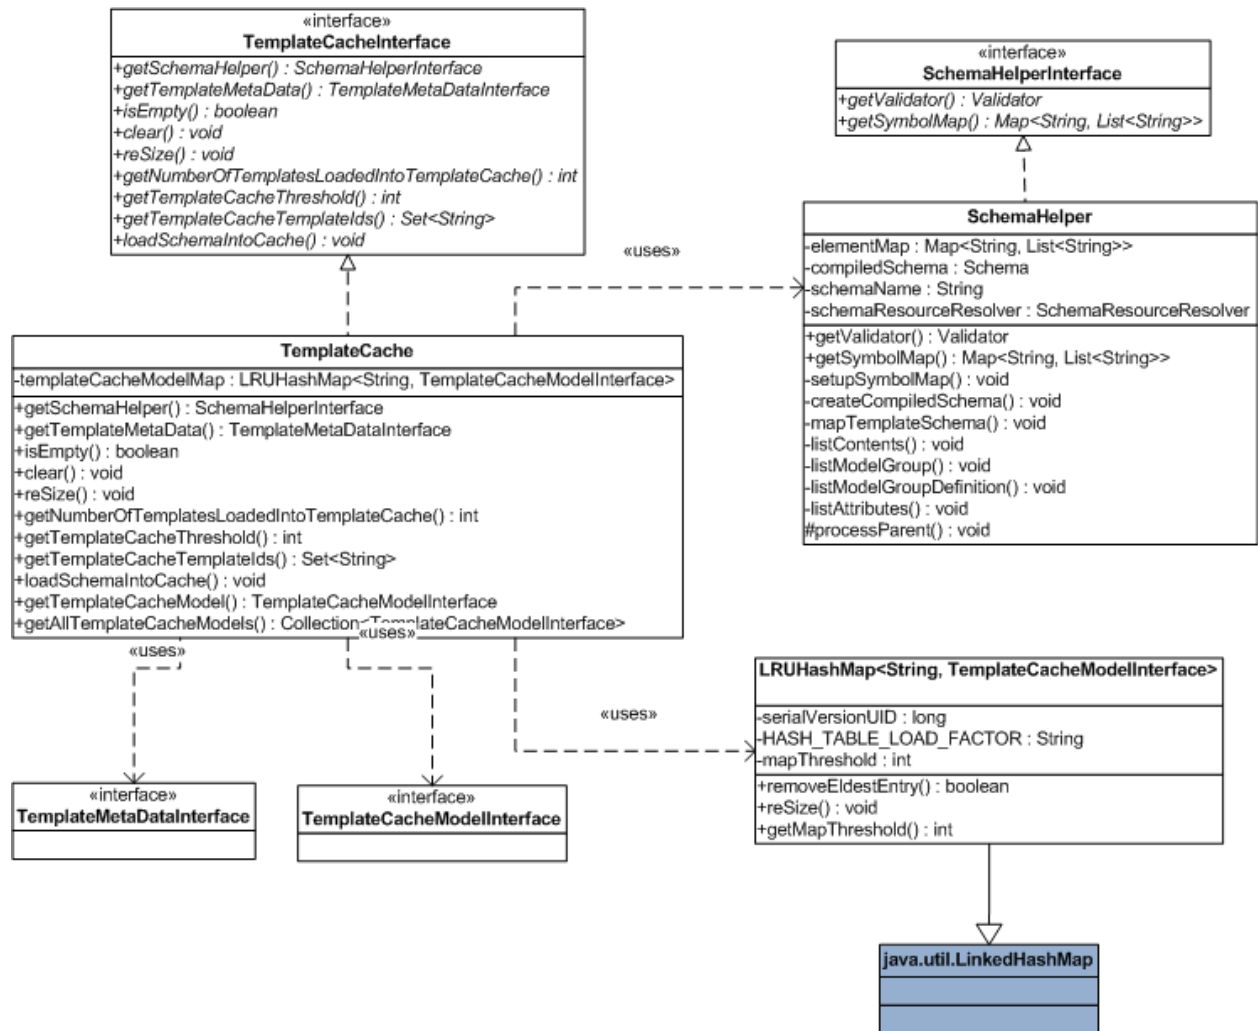 «interface»
TemplateCacheInterface
+getSchemaHelper() : SchemaHelperInterface
+getTemplateMetaData() : TemplateMetaDataInterface
+isEmpty() : boolean
+clear() : void
+reSize() : void
+getNumberOfTemplatesLoadedIntoTemplateCache() : int
+getTemplateCacheThreshold() : int
+getTemplateCacheTemplateIds() : Set<String>
+loadSchemaIntoCache() : void
«interface»
SchemaHelperInterface
+getValidator() : Validator
+getSymbolMap() : Map<String, List<String>>
«uses»
SchemaHelper
-elementMap : Map<String, List<String>>
-compiledSchema : Schema
-schemaName : String
-schemaResourceResolver : SchemaResourceResolver
+getValidator() : Validator
+getSymbolMap() : Map<String, List<String>>
-setupSymbolMap() : void
-createCompiledSchema() : void
-mapTemplateSchema() : void
-listContents() : void
-listModelGroup() : void
-listModelGroupDefinition() : void
-listAttributes() : void
#processParent() : void
TemplateCache
-templateCacheModelMap : LRUHashMap<String, TemplateCacheModelInterface>
+getSchemaHelper() : SchemaHelperInterface
+getTemplateMetaData() : TemplateMetaDataInterface
+isEmpty() : boolean
+clear() : void
+reSize() : void
+getNumberOfTemplatesLoadedIntoTemplateCache() : int
+getTemplateCacheThreshold() : int
+getTemplateCacheTemplateIds() : Set<String>
+loadSchemaIntoCache() : void
+getTemplateCacheModel() : TemplateCacheModelInterface
+getAllTemplateCacheModels() : Collection<TemplateCacheModelInterface>
«uses»
«uses»
«uses»
LRUHashMap<String, TemplateCacheModelInterface>
-serialVersionUID : long
-HASH_TABLE_LOAD_FACTOR : String
-mapThreshold : int
+removeEldestEntry() : boolean
+reSize() : void
+getMapThreshold() : int
«interface»
TemplateMetaDataInterface
«interface»
TemplateCacheModelInterface
java.util.LinkedHashMap